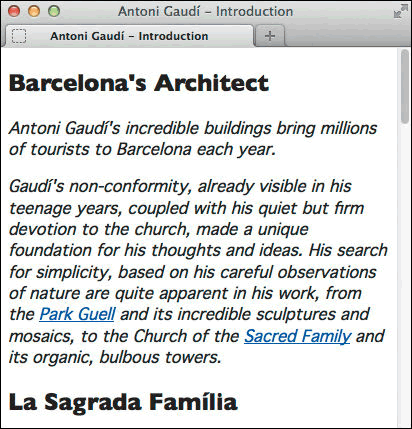 Antoni Gaudí – Introduction
Antoni Gaudí – Introduction
Barcelona's Architect
Antoni Gaudí's incredible buildings bring millions
of tourists to Barcelona each year.
Gaudí's non-conformity, already visible in his
teenage years, coupled with his quiet but firm
devotion to the church, made a unique
foundation for his thoughts and ideas. His search
for simplicity, based on his careful observations
of nature are quite apparent in his work, from
the Park Guell and its incredible sculptures and
mosaics, to the Church of the Sacred Family and
its organic, bulbous towers.
La Sagrada Família